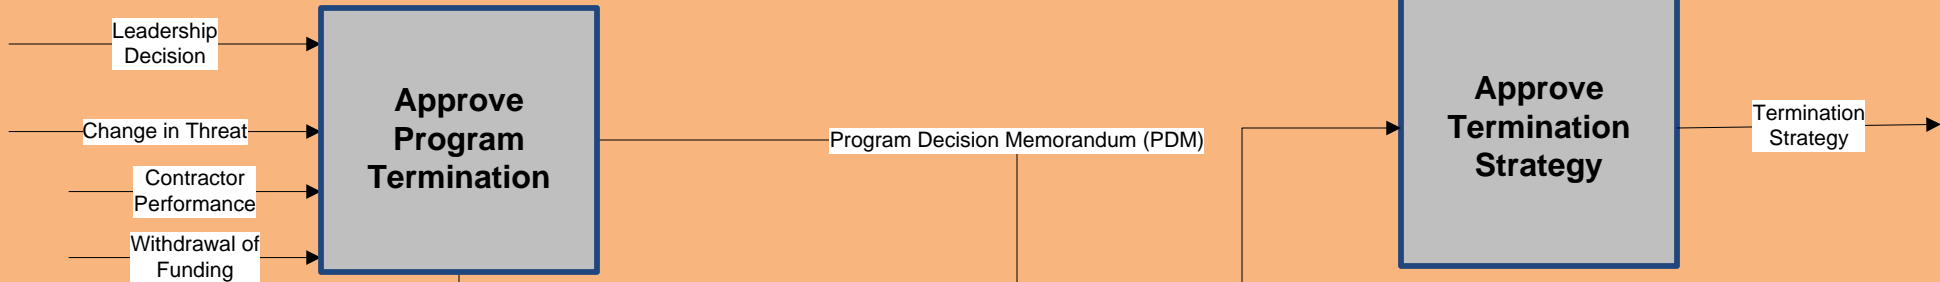 Leadership
Decision
Change in Threat
Contractor
Performance
Withdrawal of
Funding
Approve
Program
Termination
Program Decision Memorandum (PDM)
Approve
Termination
Strategy
Termination
Strategy